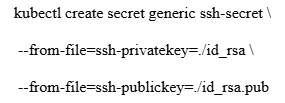 kubectl create secret generic ssh-secret \
--from-file=ssh-privatekey=./id_rsa \
--from-file=ssh-publickey=./id_rsa.pub